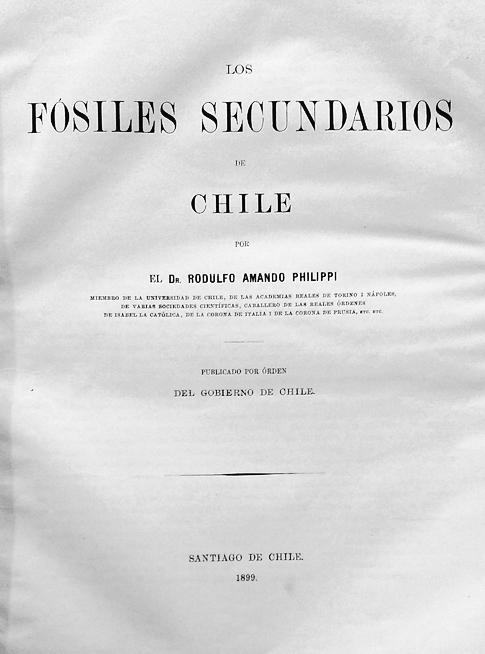 LOS
FÓSILES SECUNDARIOS
DE
CHILE
POR
EL DR. RODULFO AMANDO PHILIPPI
MIEMBRO DE LA UNIVERSIDAD DE CHILE, DE LAS ACADEMIAS REALES DE TORINO I NÁPOLES,
DE VARIAS SOCIEDADES CIENTÍFICAS, CABALLERO DE LAS REALES ÓRDENES
DE ISABEL LA CATÓLICA, DE LA CORONA DE ITALIA I DE LA CORONA DE PRUSIA, ETC. ETC.
PUBLICADO POR ÓRDEN
DEL GOBIERNO DE CHILE.
SANTIAGO DE CHILE.
1899.